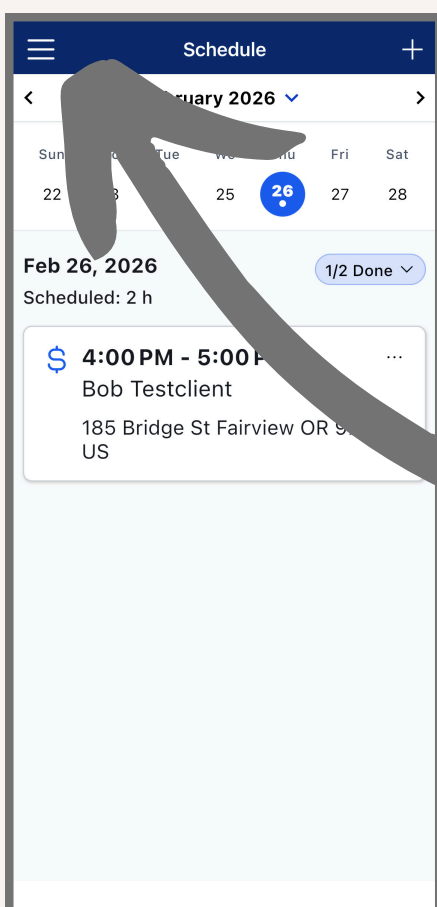 Schedule
2026
Sun Tue Fri Sat
22 25 26 27 28
Feb 26, 2026
1/2 Done
Scheduled: 2 h
4:00 PM - 5:00
Bob Testclient
185 Bridge St Fairview OR
US